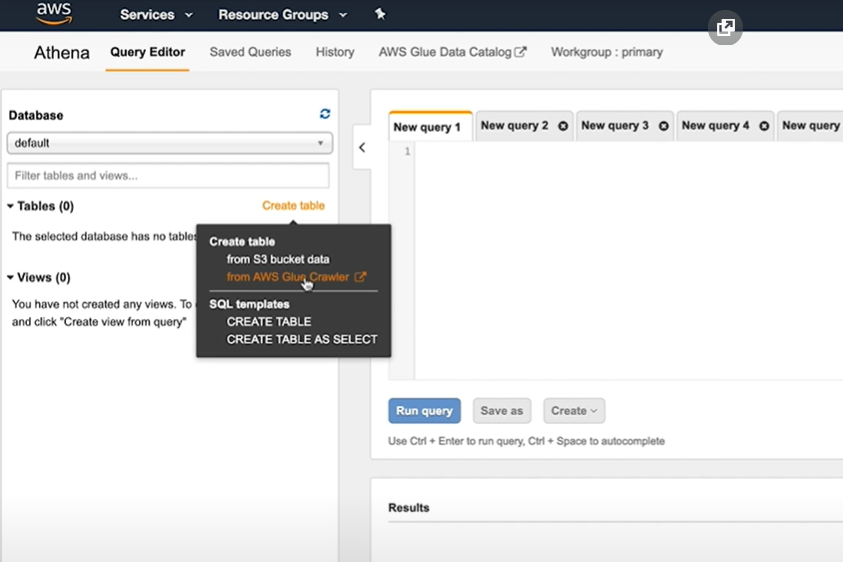 aws
Services
Resource Groups
Athena
Query Editor
Saved Queries
History
AWS Glue Data Catalog
Workgroup : primary
Database
default
Filter tables and views...
Tables (0)
Create table
The selected database has no tables
Create table
from S3 bucket data
from AWS Glue Crawler
SQL templates
CREATE TABLE
CREATE TABLE AS SELECT
Views (0)
You have not created any views. To
and click "Create view from query"
New query 1
New query 2
New query 3
New query 4
New query
1
Run query
Save as
Create
Use Ctrl + Enter to run query, Ctrl + Space to autocomplete
Results